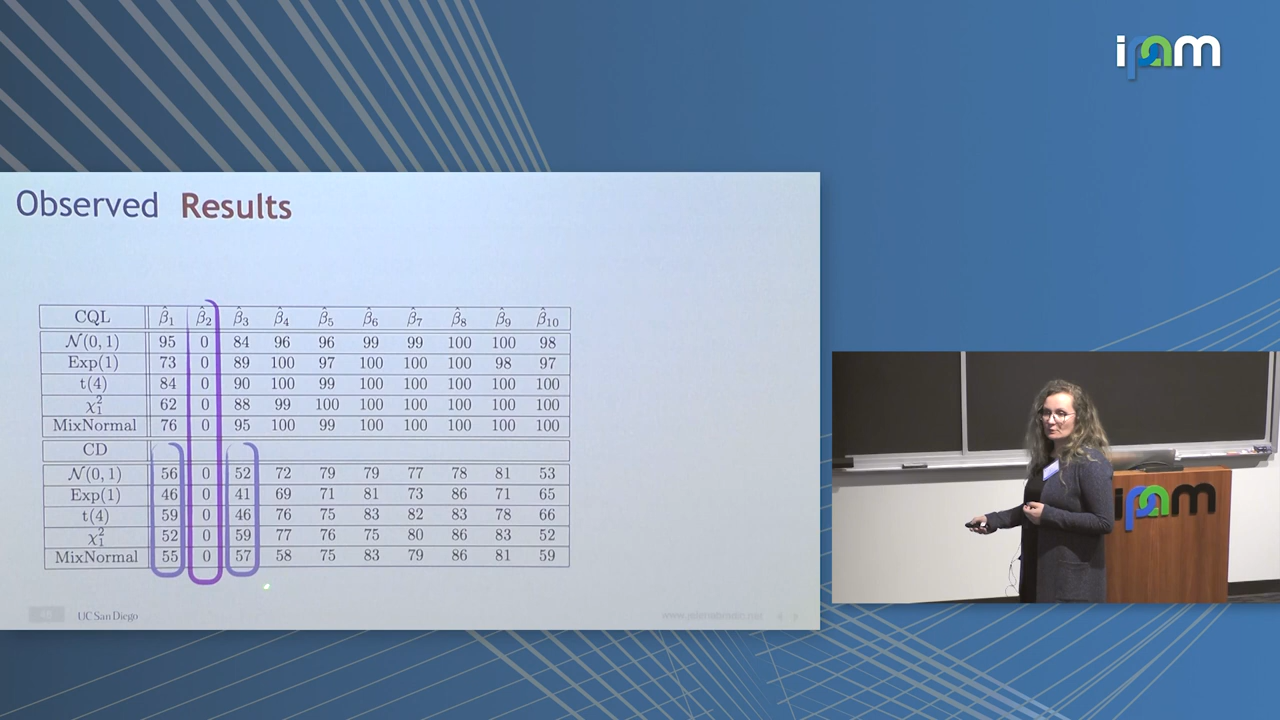 ipam
Observed Results
CQL β̂₁ β̂₂ β̂₃ β̂₄ β̂₅ β̂₆ β̂₇ β̂₈ β̂₉ β̂₁₀
𝒩(0, 1) 95 0 84 96 96 99 99 100 100 98
Exp(1) 73 0 89 100 97 100 100 100 98 97
t(4) 84 0 90 100 99 100 100 100 100 100
χ²₁ 62 0 88 99 100 100 100 100 100 100
MixNormal 76 0 95 100 99 100 100 100 100 100
CD
𝒩(0, 1) 56 0 52 72 79 79 77 78 81 53
Exp(1) 46 0 41 69 71 81 73 86 71 65
t(4) 59 0 46 76 75 83 82 83 78 66
χ²₁ 52 0 59 77 76 75 80 86 83 52
MixNormal 55 0 57 58 75 83 79 86 81 59
UC San Diego
ipam